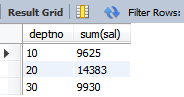 Result Grid Filter Rows:
deptno sum(sal)
10 9625
20 14383
30 9930